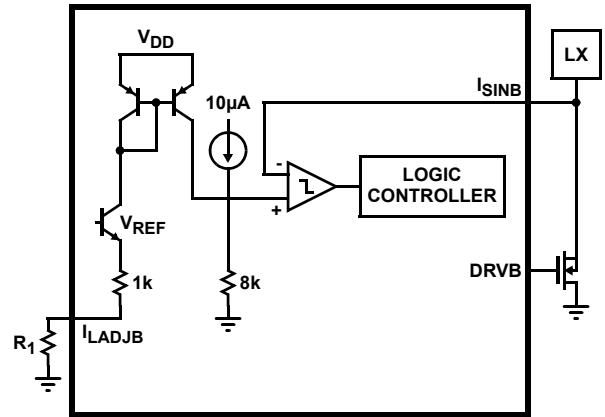 VDD
LX
ISINB
10µA
-
+
LOGIC
CONTROLLER
VREF
DRVB
1k
8k
ILADJB
R1